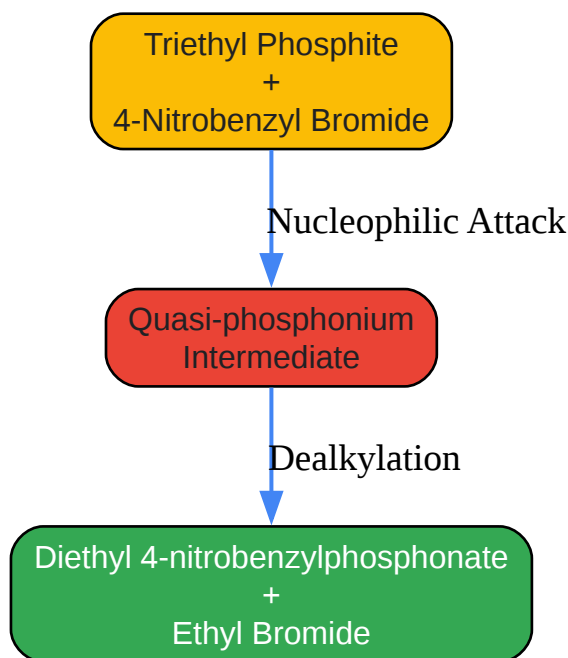 Triethyl Phosphite
+
4-Nitrobenzyl Bromide
Nucleophilic Attack
Quasi-phosphonium
Intermediate
Dealkylation
Diethyl 4-nitrobenzylphosphonate
+
Ethyl Bromide